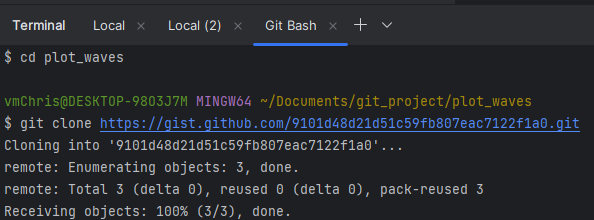 Terminal Local × Local (2) × Git Bash ×
$ cd plot_waves
vmChris@DESKTOP-98O3J7M MINGW64 ~/Documents/git_project/plot_waves
$ git clone https://gist.github.com/9101d48d21d51c59fb807eac7122f1a0.git
Cloning into '9101d48d21d51c59fb807eac7122f1a0'...
remote: Enumerating objects: 3, done.
remote: Total 3 (delta 0), reused 0 (delta 0), pack-reused 3
Receiving objects: 100% (3/3), done.